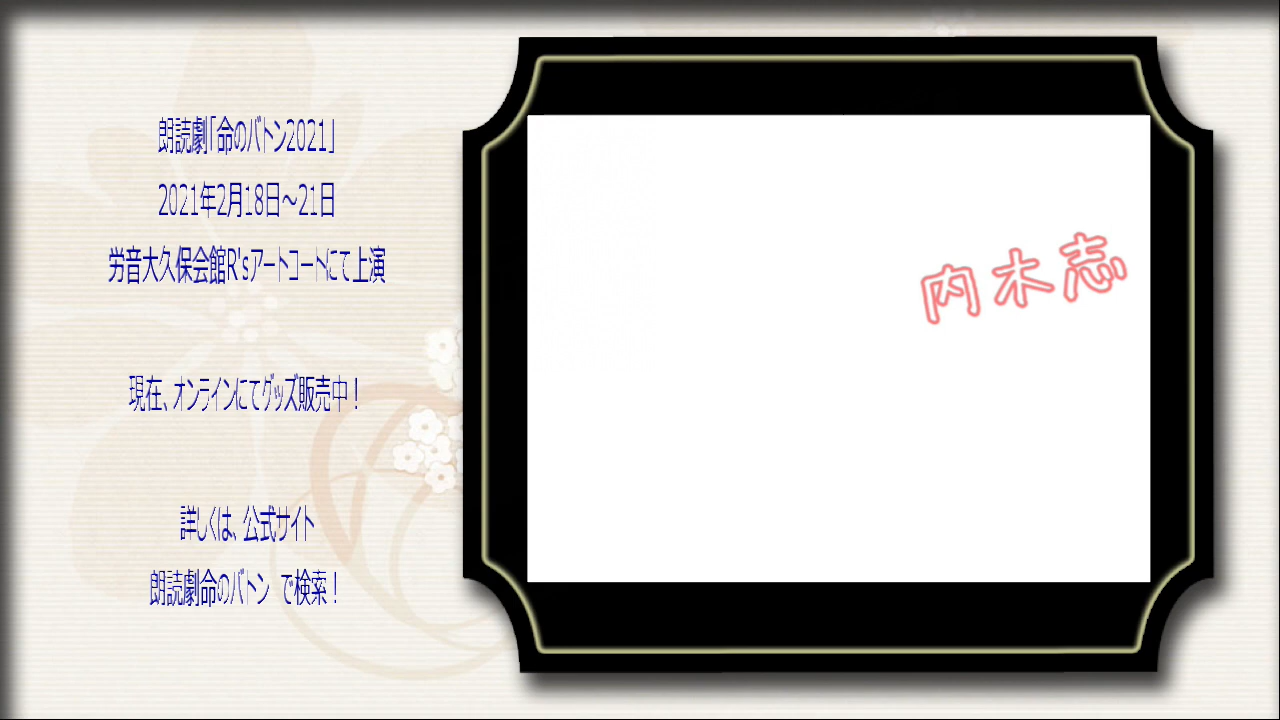 朗読劇「命のバトン2021」
2021年2月18日～21日
労音大久保会館R'sアートコートにて上演
現在、オンラインにてグッズ販売中！
詳しくは、公式サイト
朗読劇命のバトン で検索！
内木志